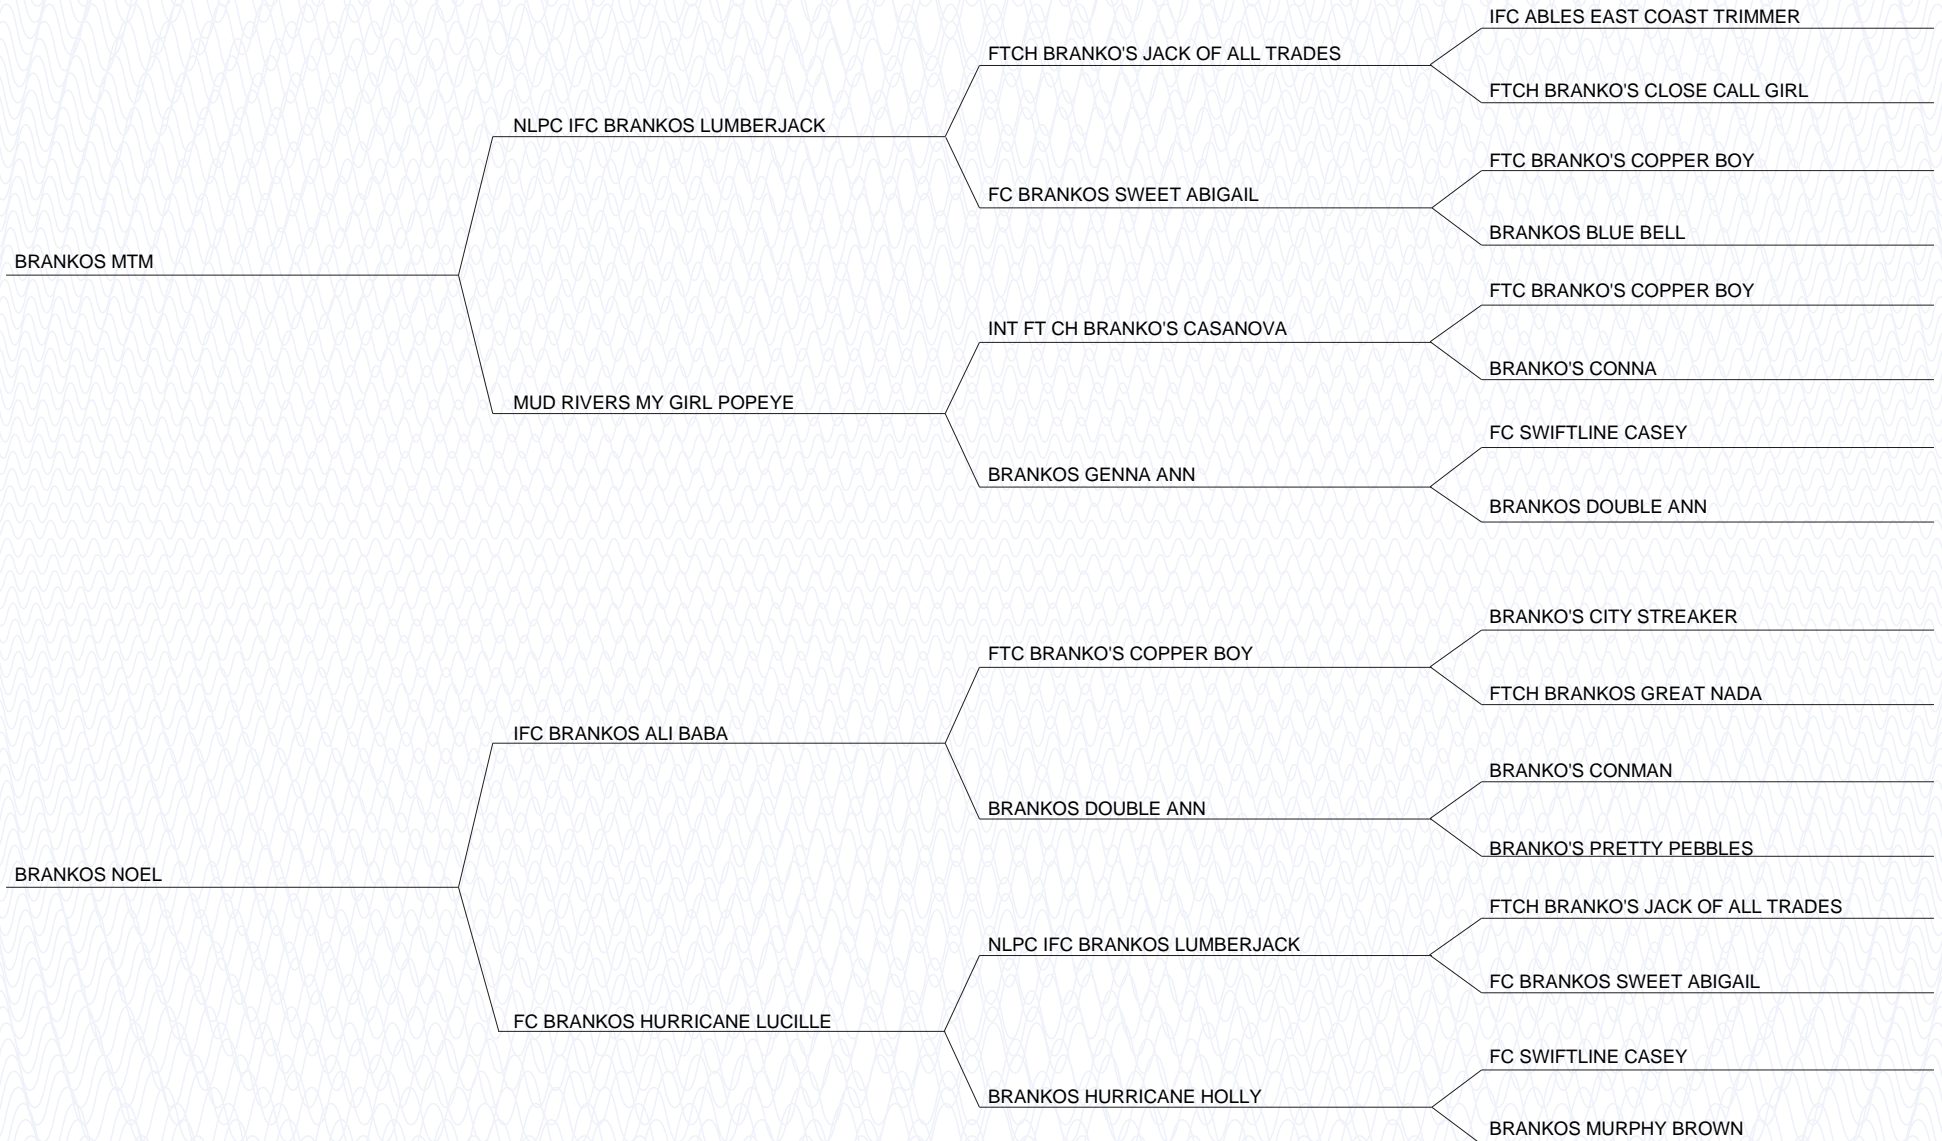 IFC ABLES EAST COAST TRIMMER
FTCH BRANKO'S JACK OF ALL TRADES
FTCH BRANKO'S CLOSE CALL GIRL
NLPC IFC BRANKOS LUMBERJACK
FTC BRANKO'S COPPER BOY
FC BRANKOS SWEET ABIGAIL
BRANKOS BLUE BELL
BRANKOS MTM
FTC BRANKO'S COPPER BOY
INT FT CH BRANKO'S CASANOVA
BRANKO'S CONNA
MUD RIVERS MY GIRL POPEYE
FC SWIFTLINE CASEY
BRANKOS GENNA ANN
BRANKOS DOUBLE ANN
BRANKO'S CITY STREAKER
FTC BRANKO'S COPPER BOY
FTCH BRANKOS GREAT NADA
IFC BRANKOS ALI BABA
BRANKO'S CONMAN
BRANKOS DOUBLE ANN
BRANKO'S PRETTY PEBBLES
BRANKOS NOEL
FTCH BRANKO'S JACK OF ALL TRADES
NLPC IFC BRANKOS LUMBERJACK
FC BRANKOS SWEET ABIGAIL
FC BRANKOS HURRICANE LUCILLE
FC SWIFTLINE CASEY
BRANKOS HURRICANE HOLLY
BRANKOS MURPHY BROWN